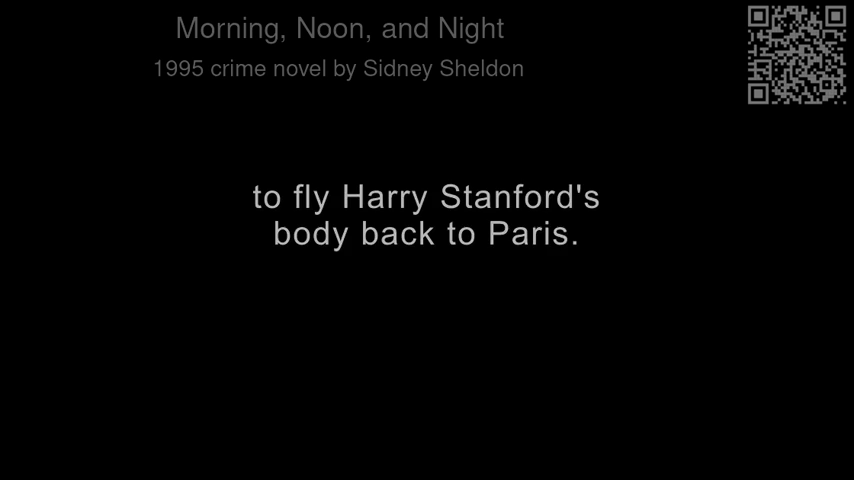 Morning, Noon, and Night
1995 crime novel by Sidney Sheldon
to fly Harry Stanford's
body back to Paris.